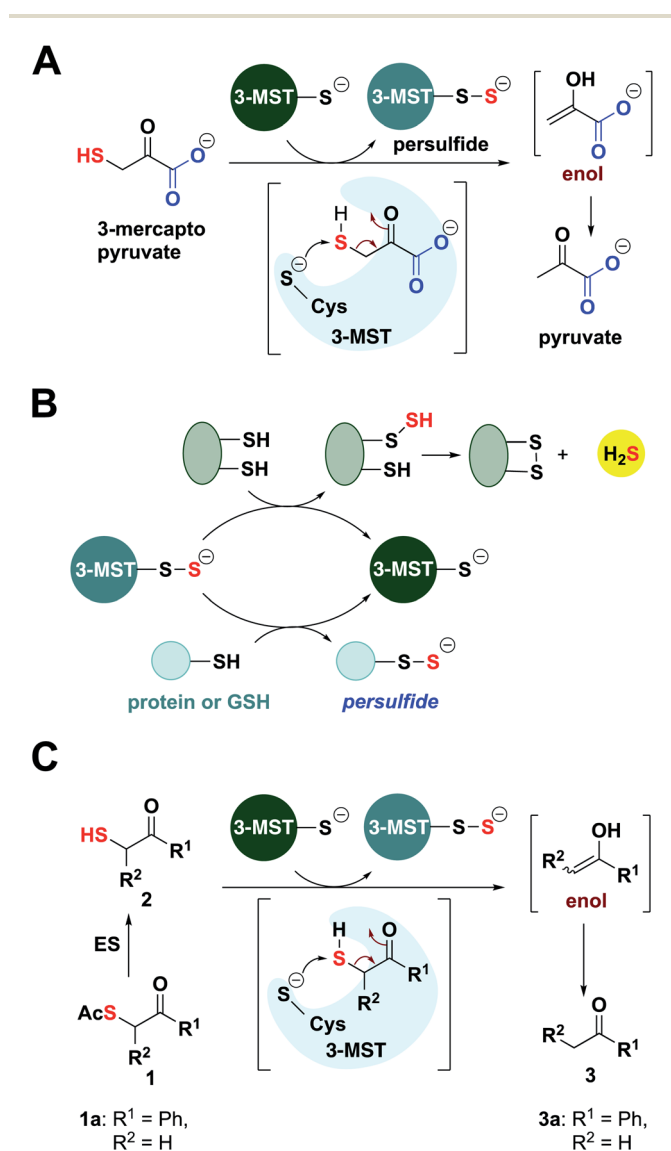 A
3-MST
S
⊖
3-MST
S
S
⊖
persulfide
HS
O
O
⊖
O
3-mercapto
pyruvate
H
S
O
O
⊖
O
S
⊖
Cys
3-MST
OH
O
⊖
O
enol
O
O
⊖
O
pyruvate
B
SH
SH
SH
S
SH
S
S
+
H2S
3-MST
S
S
⊖
3-MST
S
⊖
SH
S
S
⊖
protein or GSH
persulfide
C
HS
O
R1
R2
2
ES
AcS
O
R1
R2
1
1a: R1 = Ph,
R2 = H
3-MST
S
⊖
3-MST
S
S
⊖
H
S
O
R1
R2
S
⊖
Cys
3-MST
OH
R2
R1
enol
O
R2
R1
3
3a: R1 = Ph,
R2 = H